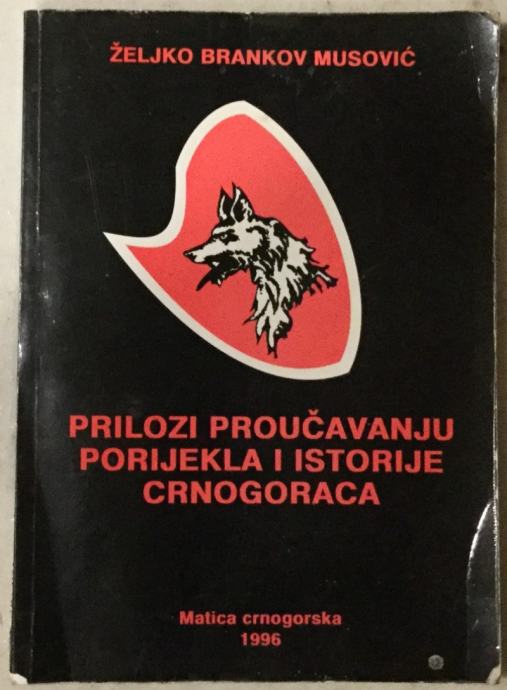 ŽELJKO BRANKOV MUSOVIĆ
PRILOZI PROUČAVANJU
PORIJEKLA I ISTORIJE
CRNOGORACA
Matica crnogorska
1996